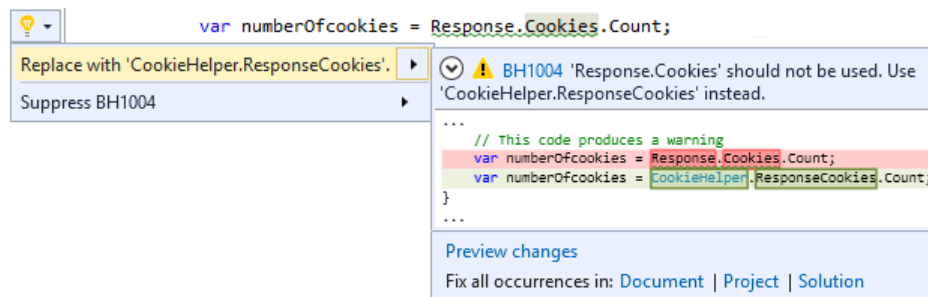 var numberOfcookies = Response.Cookies.Count;
Replace with 'CookieHelper.ResponseCookies'.
Suppress BH1004
BH1004 'Response.Cookies' should not be used. Use
'CookieHelper.ResponseCookies' instead.
...
// This code produces a warning
var numberOfcookies = Response.Cookies.Count;
var numberOfcookies = CookieHelper.ResponseCookies.Count;
}
...
Preview changes
Fix all occurrences in: Document | Project | Solution